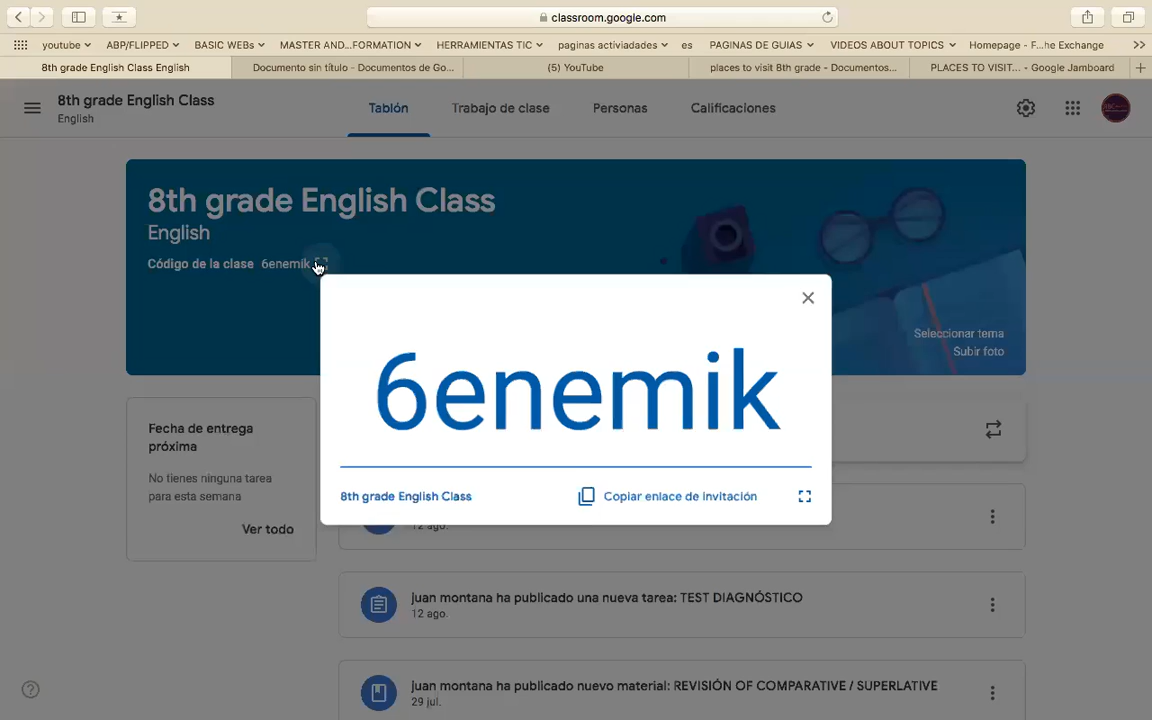 classroom.google.com
youtube ABP/FLIPPED BASIC WEBs MASTER AND...FORMATION HERRAMIENTAS TIC paginas activiadades es PAGINAS DE GUIAS VIDEOS ABOUT TOPICS Homepage - F...he Exchange
8th grade English Class English Documento sin título - Documentos de Go... (5) YouTube places to visit 8th grade - Documentos... PLACES TO VISIT... - Google Jamboard
8th grade English Class
English
Tablón Trabajo de clase Personas Calificaciones
8th grade English Class
English
Código de la clase 6enemik
Seleccionar tema
Subir foto
6enemik
8th grade English Class Copiar enlace de invitación
Fecha de entrega
próxima
No tienes ninguna tarea
para esta semana
Ver todo
12 ago.
juan montana ha publicado una nueva tarea: TEST DIAGNÓSTICO
12 ago.
juan montana ha publicado nuevo material: REVISIÓN OF COMPARATIVE / SUPERLATIVE
29 jul.